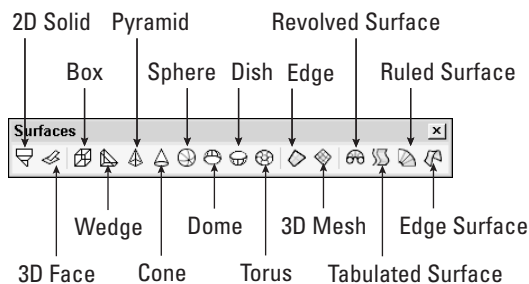 2D Solid Pyramid Revolved Surface
Box Sphere Dish Edge Ruled Surface
Surfaces
Wedge Dome 3D Mesh Edge Surface
3D Face Cone Torus Tabulated Surface